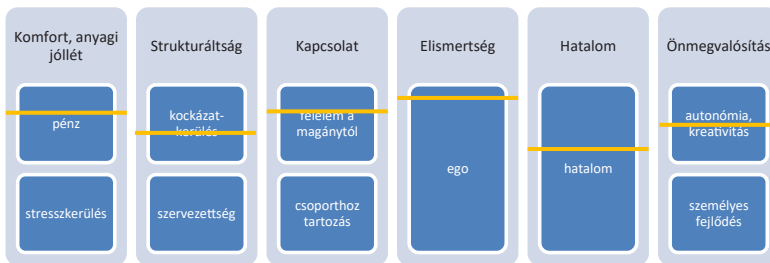 Komfort, anyagi
jóllét
Strukturáltság
Kapcsolat
Elismertség
Hatalom
Önmegvalósítás
pénz
stresszkerülés
kockázat-
kerülés
szervezettség
félelem a
magánytól
csoporthoz
tartozás
ego
hatalom
autonómia,
kreativitás
személyes
fejlődés